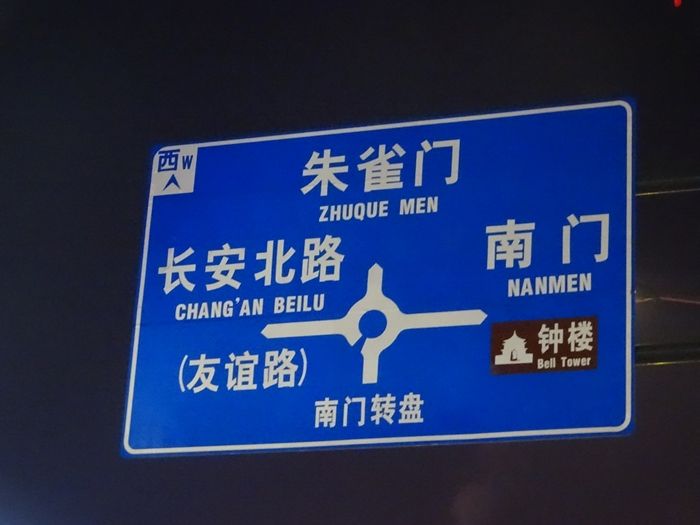 西W
朱雀门
ZHUQUE MEN
长安北路
CHANG'AN BEILU
(友谊路)
南门
NANMEN
钟楼
Bell Tower
南门转盘